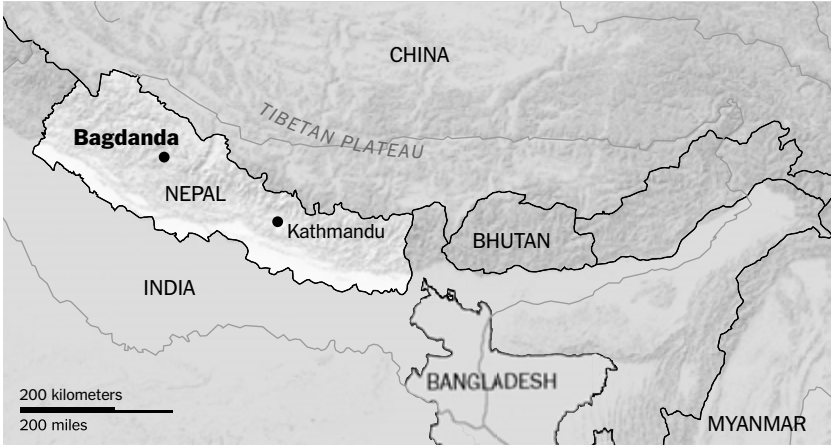 CHINA
TIBETAN PLATEAU
Bagdanda
NEPAL
Kathmandu
BHUTAN
INDIA
BANGLADESH
200 kilometers
200 miles
MYANMAR